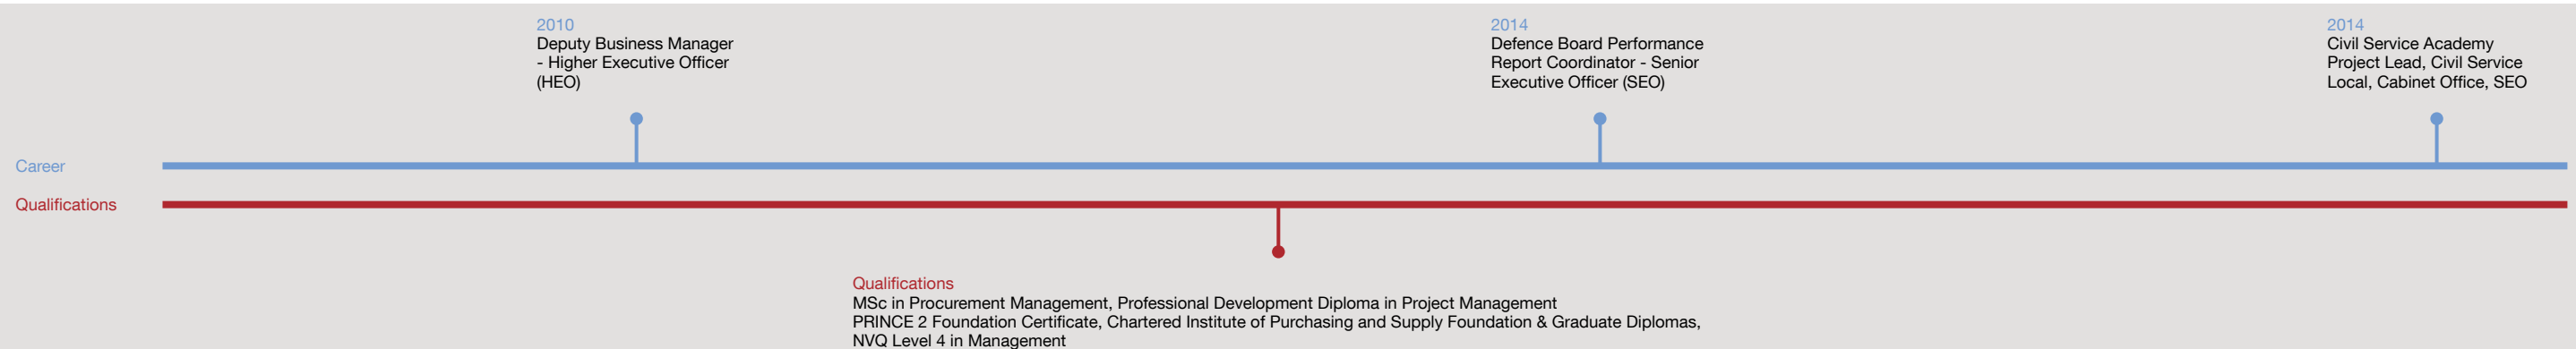 2010
Deputy Business Manager
- Higher Executive Officer
(HEO)
2014
Defence Board Performance
Report Coordinator - Senior
Executive Officer (SEO)
2014
Civil Service Academy
Project Lead, Civil Service
Local, Cabinet Office, SEO
Career
Qualifications
Qualifications
MSc in Procurement Management, Professional Development Diploma in Project Management
PRINCE 2 Foundation Certificate, Chartered Institute of Purchasing and Supply Foundation & Graduate Diplomas,
NVQ Level 4 in Management